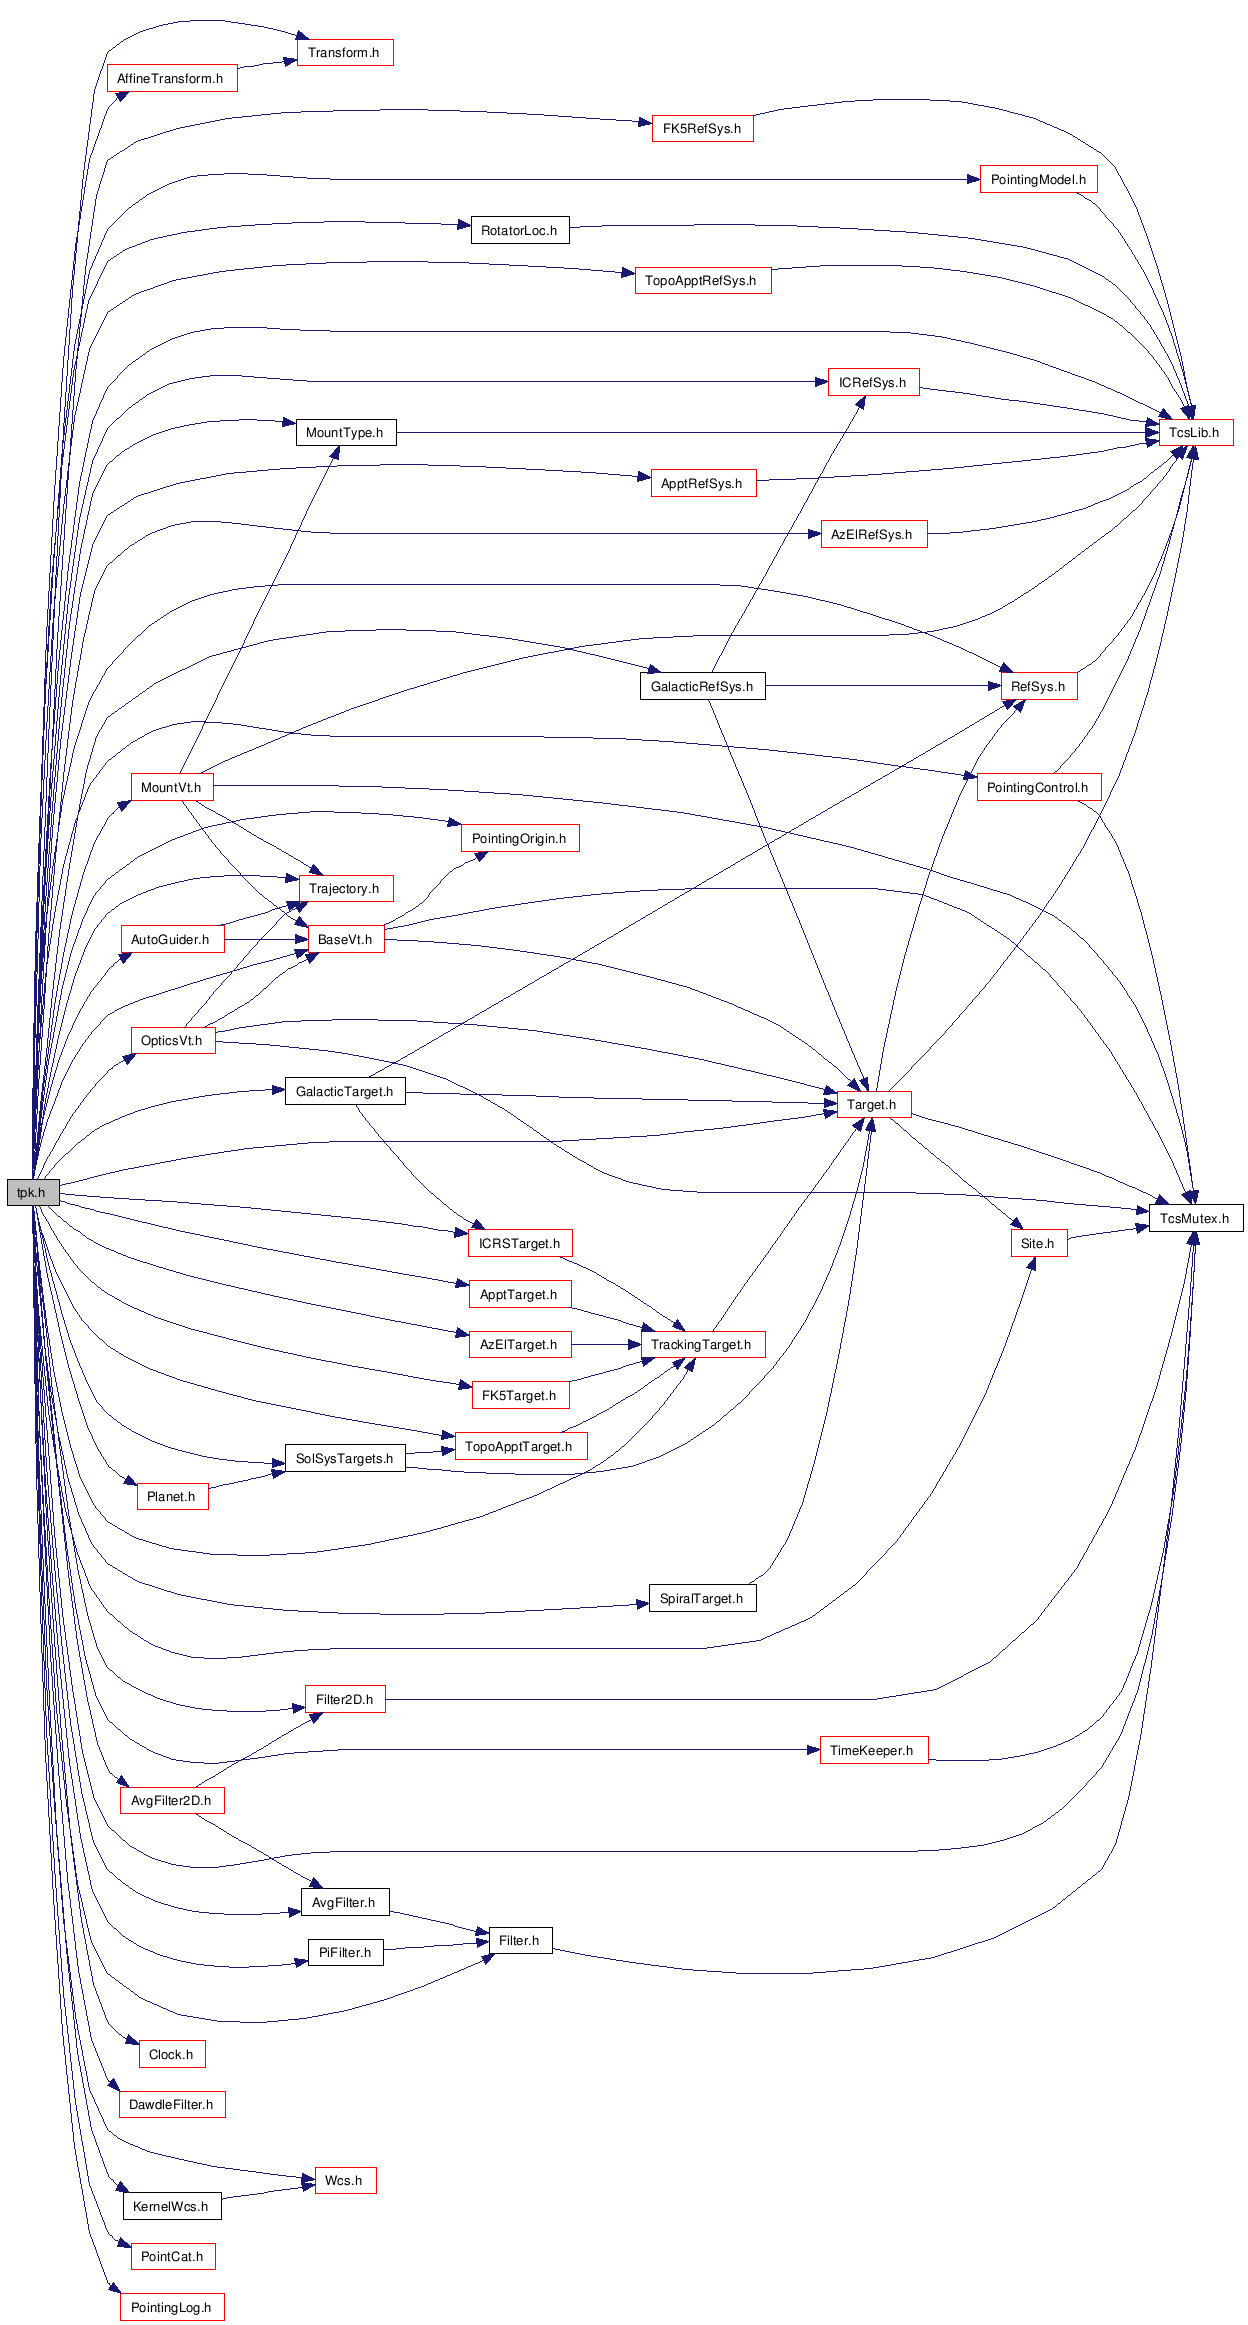 Transform.h
AffineTransform.h
FK5RefSys.h
PointingModel.h
RotatorLoc.h
TopoApptRefSys.h
ICRefSys.h
MountType.h
TcsLib.h
ApptRefSys.h
AzElRefSys.h
GalacticRefSys.h
RefSys.h
MountVt.h
PointingControl.h
PointingOrigin.h
Trajectory.h
AutoGuider.h
BaseVt.h
OpticsVt.h
GalacticTarget.h
Target.h
tpk.h
TcsMutex.h
ICRSTarget.h
Site.h
ApptTarget.h
AzElTarget.h
TrackingTarget.h
FK5Target.h
TopoApptTarget.h
SolSysTargets.h
Planet.h
SpiralTarget.h
Filter2D.h
TimeKeeper.h
AvgFilter2D.h
AvgFilter.h
Filter.h
PiFilter.h
Clock.h
DawdleFilter.h
Wcs.h
KernelWcs.h
PointCat.h
PointingLog.h